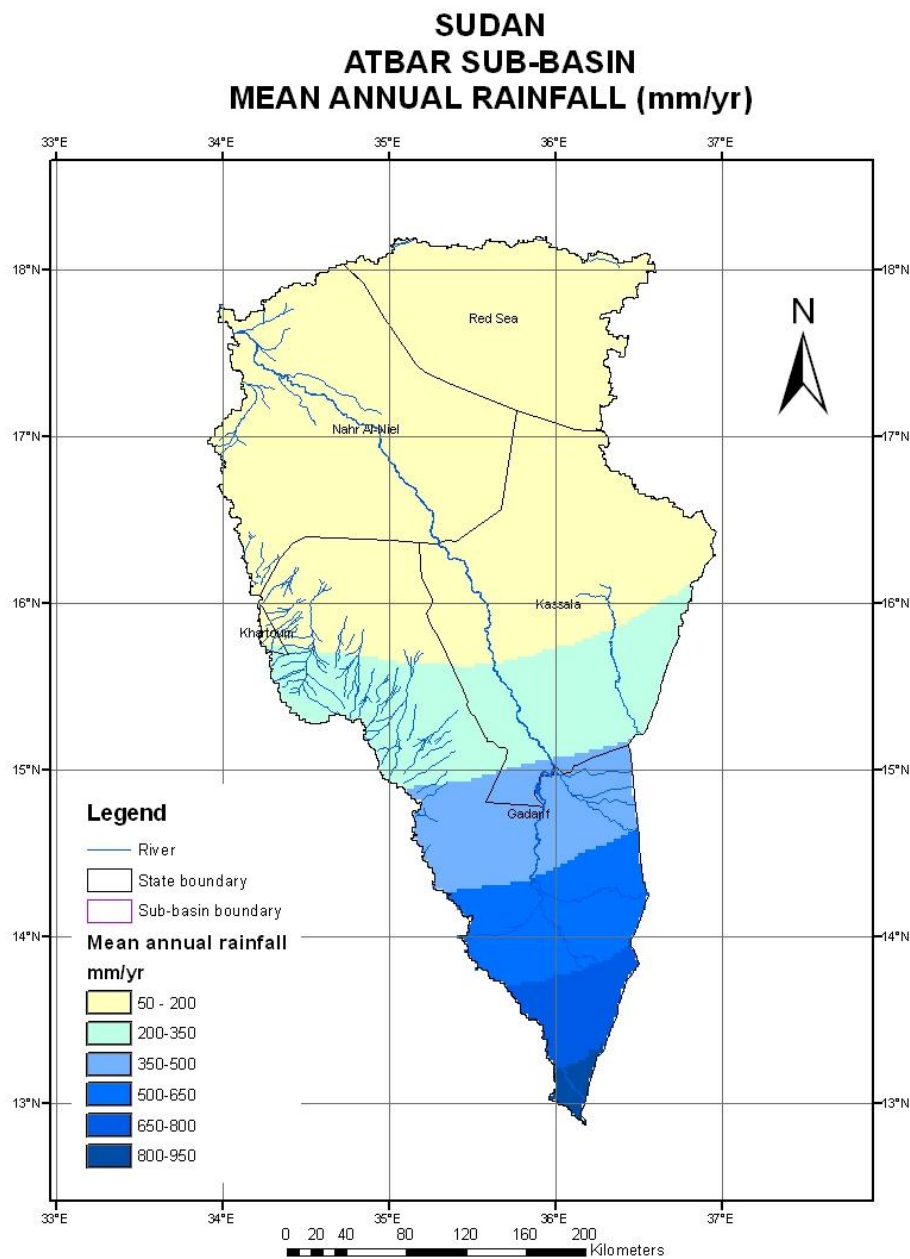 SUDAN
ATBAR SUB-BASIN
MEAN ANNUAL RAINFALL (mm/yr)
33°E 34°E 35°E 36°E 37°E
18°N 18°N
Red Sea
N
17°N 17°N
Nahr Al-Niel
16°N 16°N
Kassala
Khartoum
15°N 15°N
Gadarif
14°N 14°N
13°N 13°N
Legend
River
State boundary
Sub-basin boundary
Mean annual rainfall
mm/yr
50 - 200
200-350
350-500
500-650
650-800
800-950
33°E 34°E 35°E 36°E 37°E
0 20 40 80 120 160 200
Kilometers